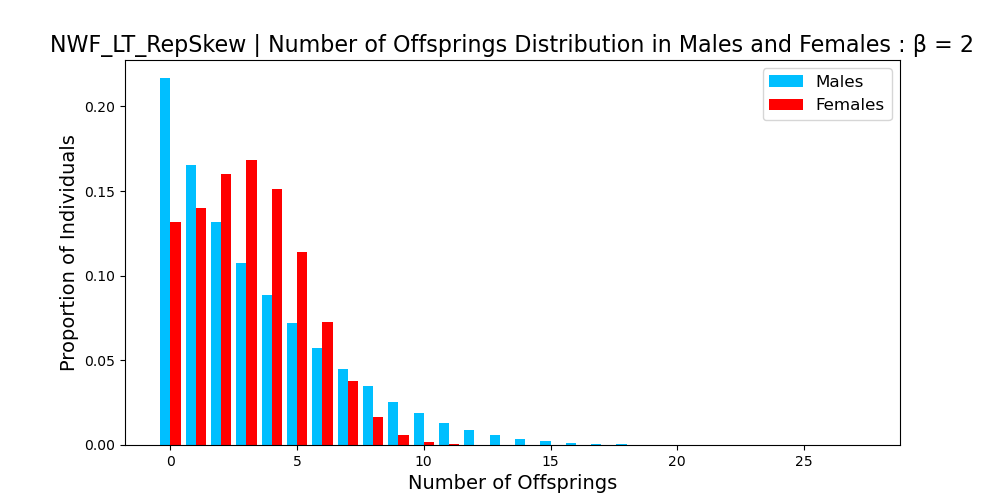 NWF_LT_RepSkew | Number of Offsprings Distribution in Males and Females : β = 2
Males
Females
Proportion of Individuals
0.20
0.15
0.10
0.05
0.00
0 5 10 15 20 25
Number of Offsprings